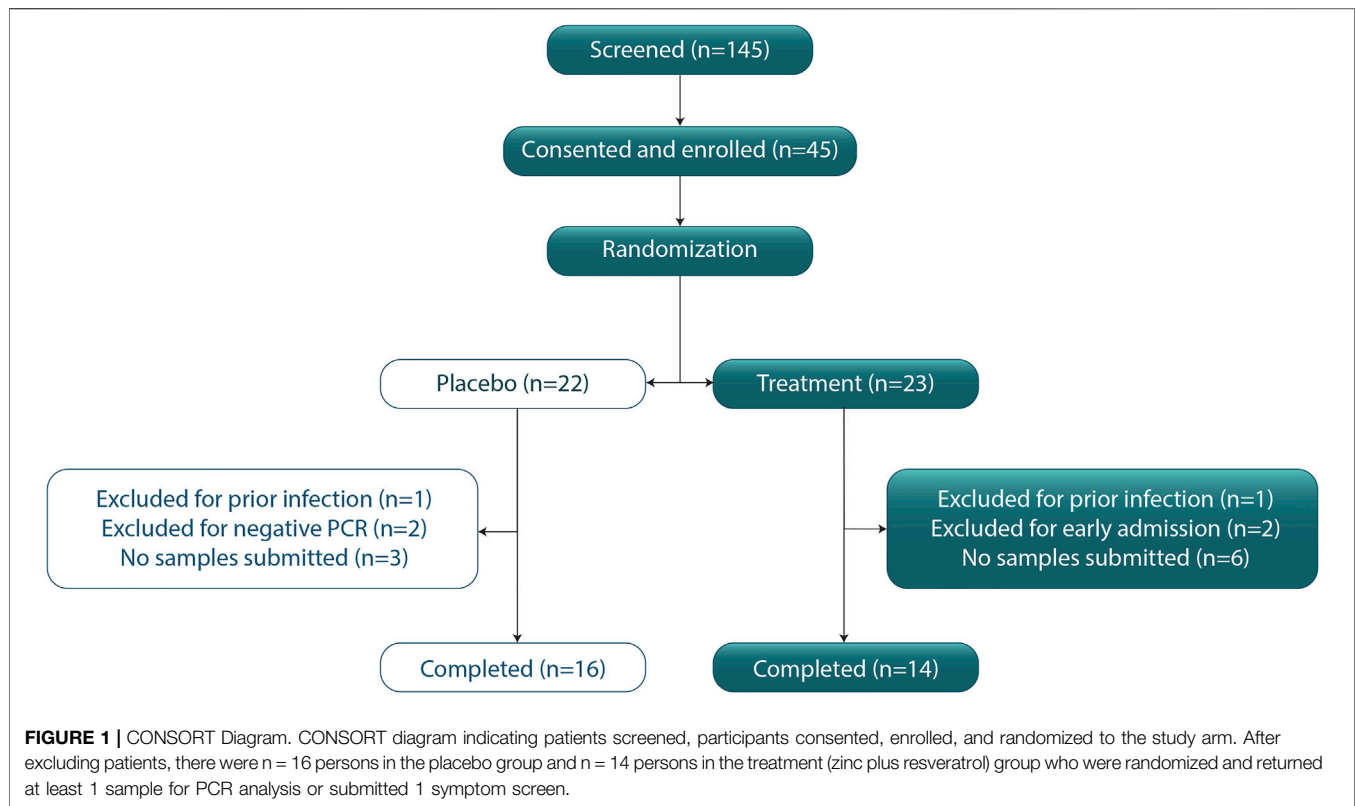 Screened (n=145)
Consented and enrolled (n=45)
Randomization
Placebo (n=22)
Treatment (n=23)
Excluded for prior infection (n=1)
Excluded for negative PCR (n=2)
No samples submitted (n=3)
Excluded for prior infection (n=1)
Excluded for early admission (n=2)
No samples submitted (n=6)
Completed (n=16)
Completed (n=14)
FIGURE 1 | CONSORT Diagram. CONSORT diagram indicating patients screened, participants consented, enrolled, and randomized to the study arm. After
excluding patients, there were n = 16 persons in the placebo group and n = 14 persons in the treatment (zinc plus resveratrol) group who were randomized and returned
at least 1 sample for PCR analysis or submitted 1 symptom screen.